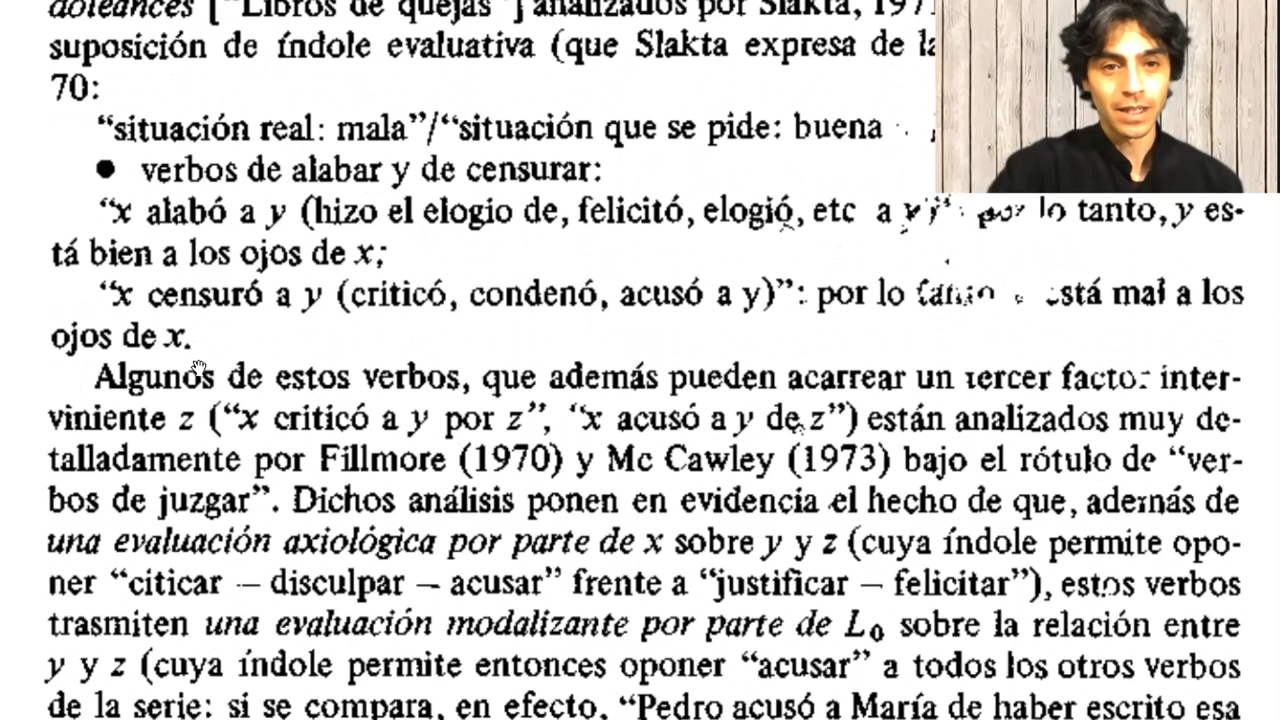 doléances ["Libros de quejas"] analizados por Slakta, 197
suposición de índole evaluativa (que Slakta expresa de la
70:
"situación real: mala"/"situación que se pide: buena
● verbos de alabar y de censurar:
"x alabó a y (hizo el elogio de, felicitó, elogió, etc a y)": por lo tanto, y es-
tá bien a los ojos de x;
"x censuró a y (criticó, condenó, acusó a y)": por lo tanto está mal a los
ojos de x.
Algunos de estos verbos, que además pueden acarrear un tercer factor inter-
viniente z ("x criticó a y por z", "x acusó a y de z") están analizados muy de-
talladamente por Fillmore (1970) y Mc Cawley (1973) bajo el rótulo de "ver-
bos de juzgar". Dichos análisis ponen en evidencia el hecho de que, además de
una evaluación axiológica por parte de x sobre y y z (cuya índole permite opo-
ner "citicar — disculpar — acusar" frente a "justificar — felicitar"), estos verbos
trasmiten una evaluación modalizante por parte de L₀ sobre la relación entre
y y z (cuya índole permite entonces oponer "acusar" a todos los otros verbos
de la serie: si se compara, en efecto, "Pedro acusó a María de haber escrito esa